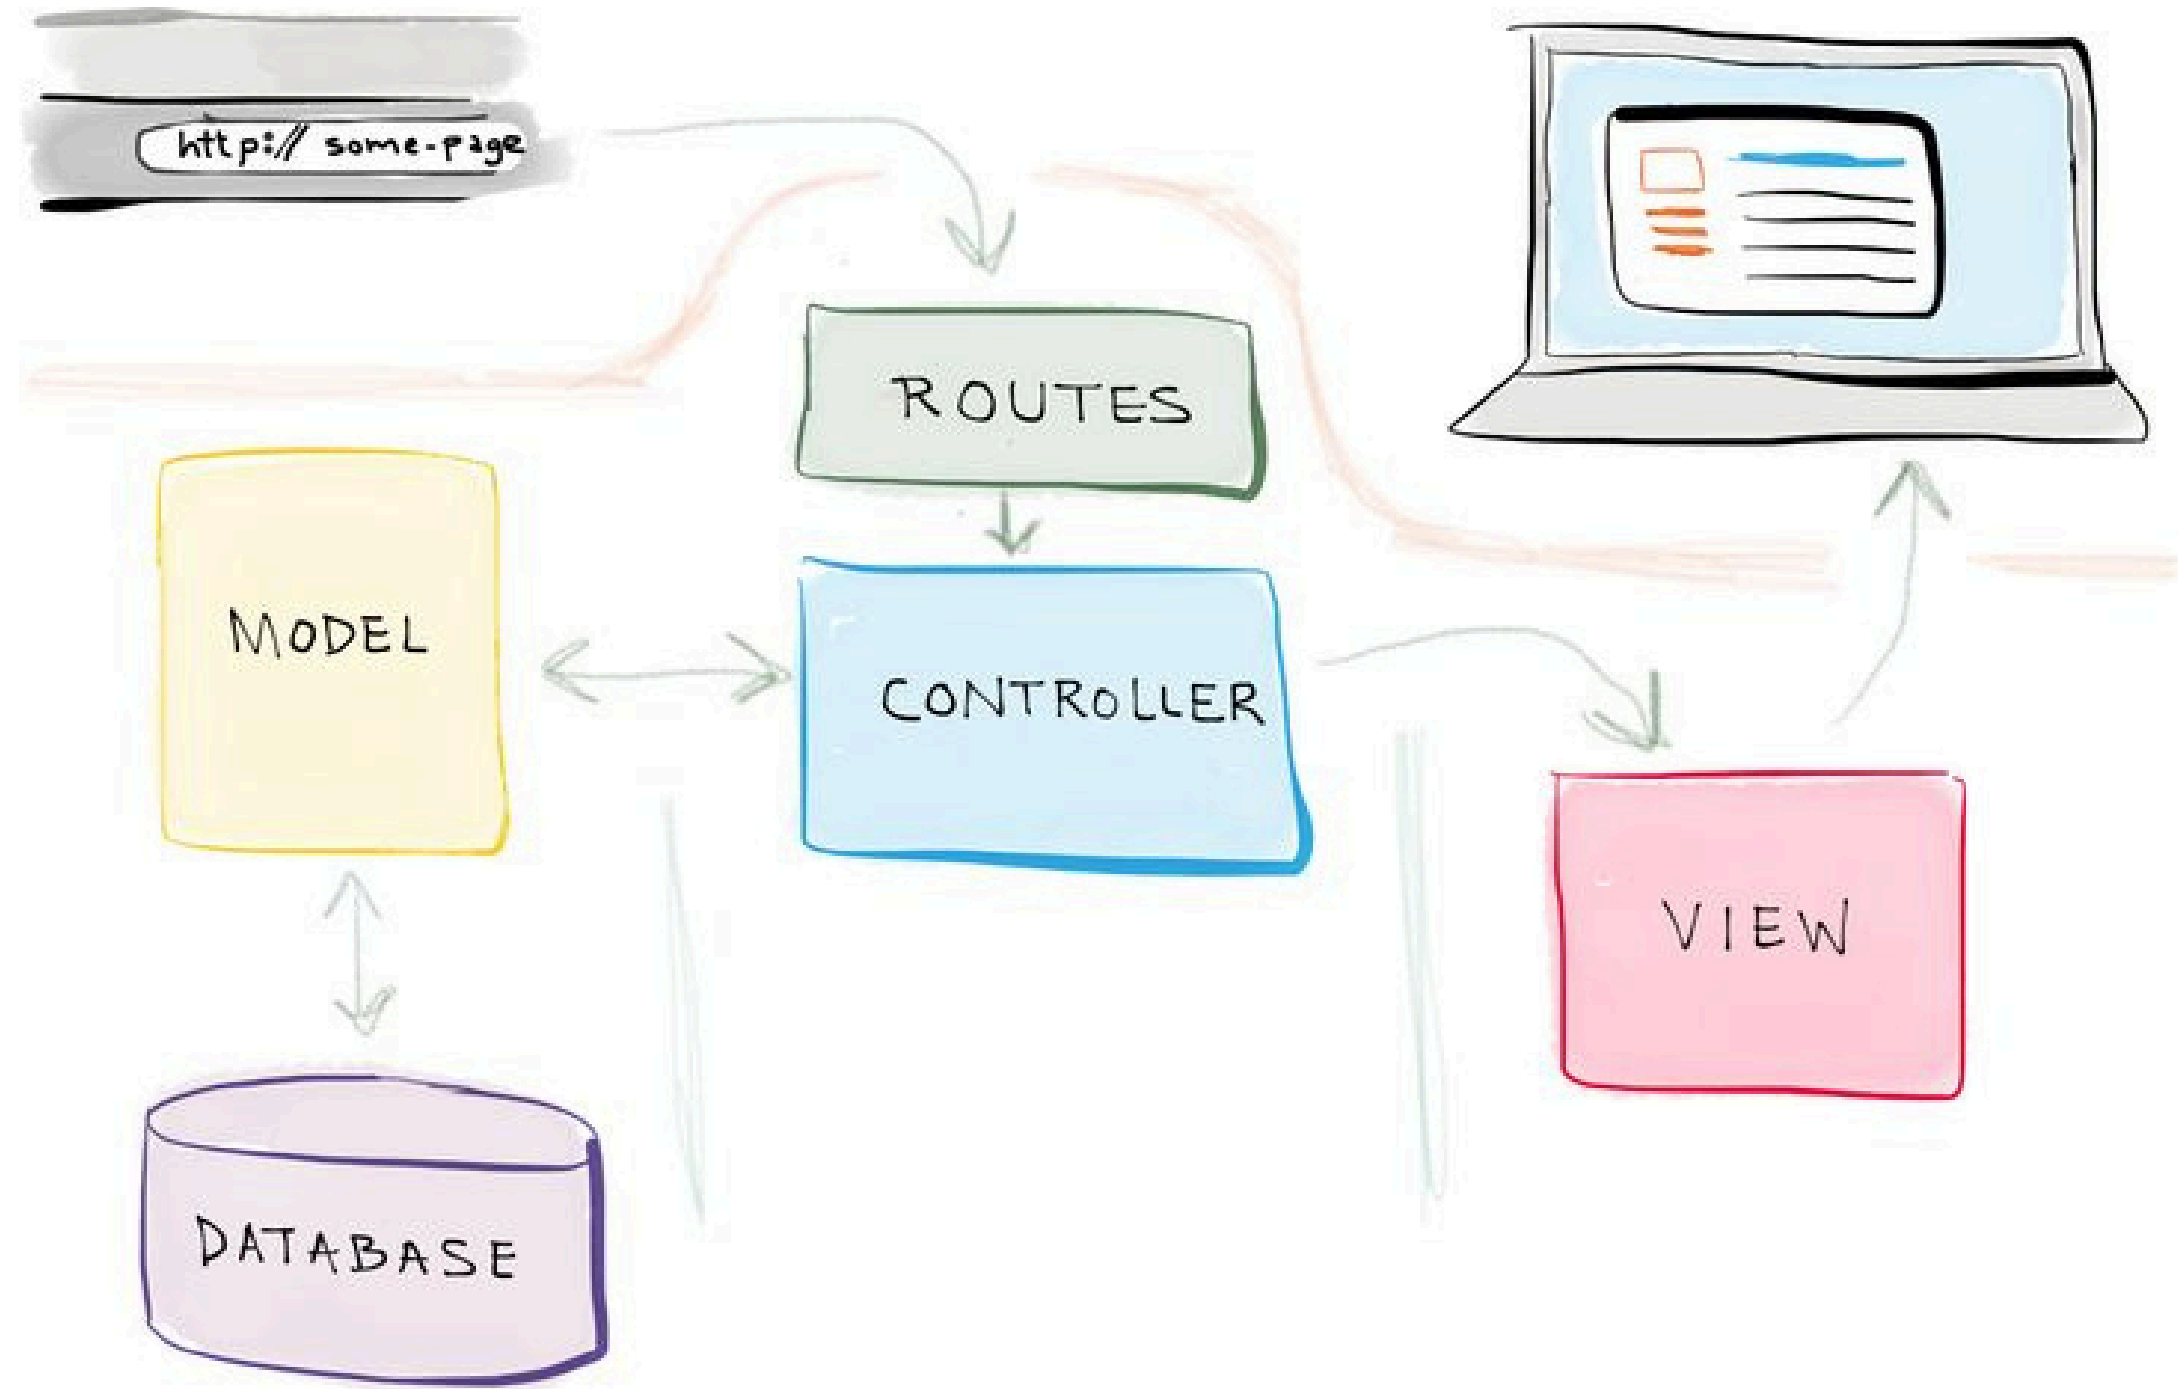 http:// some-page
ROUTES
MODEL
CONTROLLER
VIEW
DATABASE